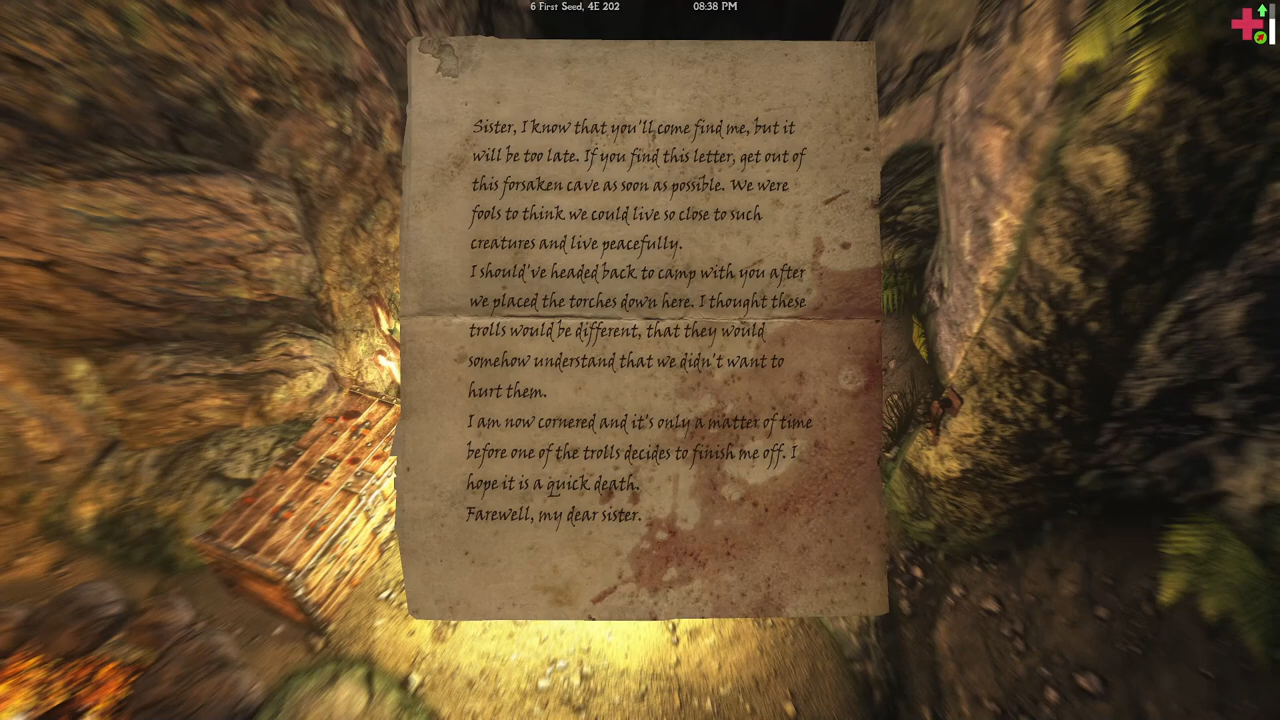 6 First Seed, 4E 202 08:38 PM
Sister, I know that you'll come find me, but it
will be too late. If you find this letter, get out of
this forsaken cave as soon as possible. We were
fools to think we could live so close to such
creatures and live peacefully.
I should've headed back to camp with you after
we placed the torches down here. I thought these
trolls would be different, that they would
somehow understand that we didn't want to
hurt them.
I am now cornered and it's only a matter of time
before one of the trolls decides to finish me off. I
hope it is a quick death.
Farewell, my dear sister.